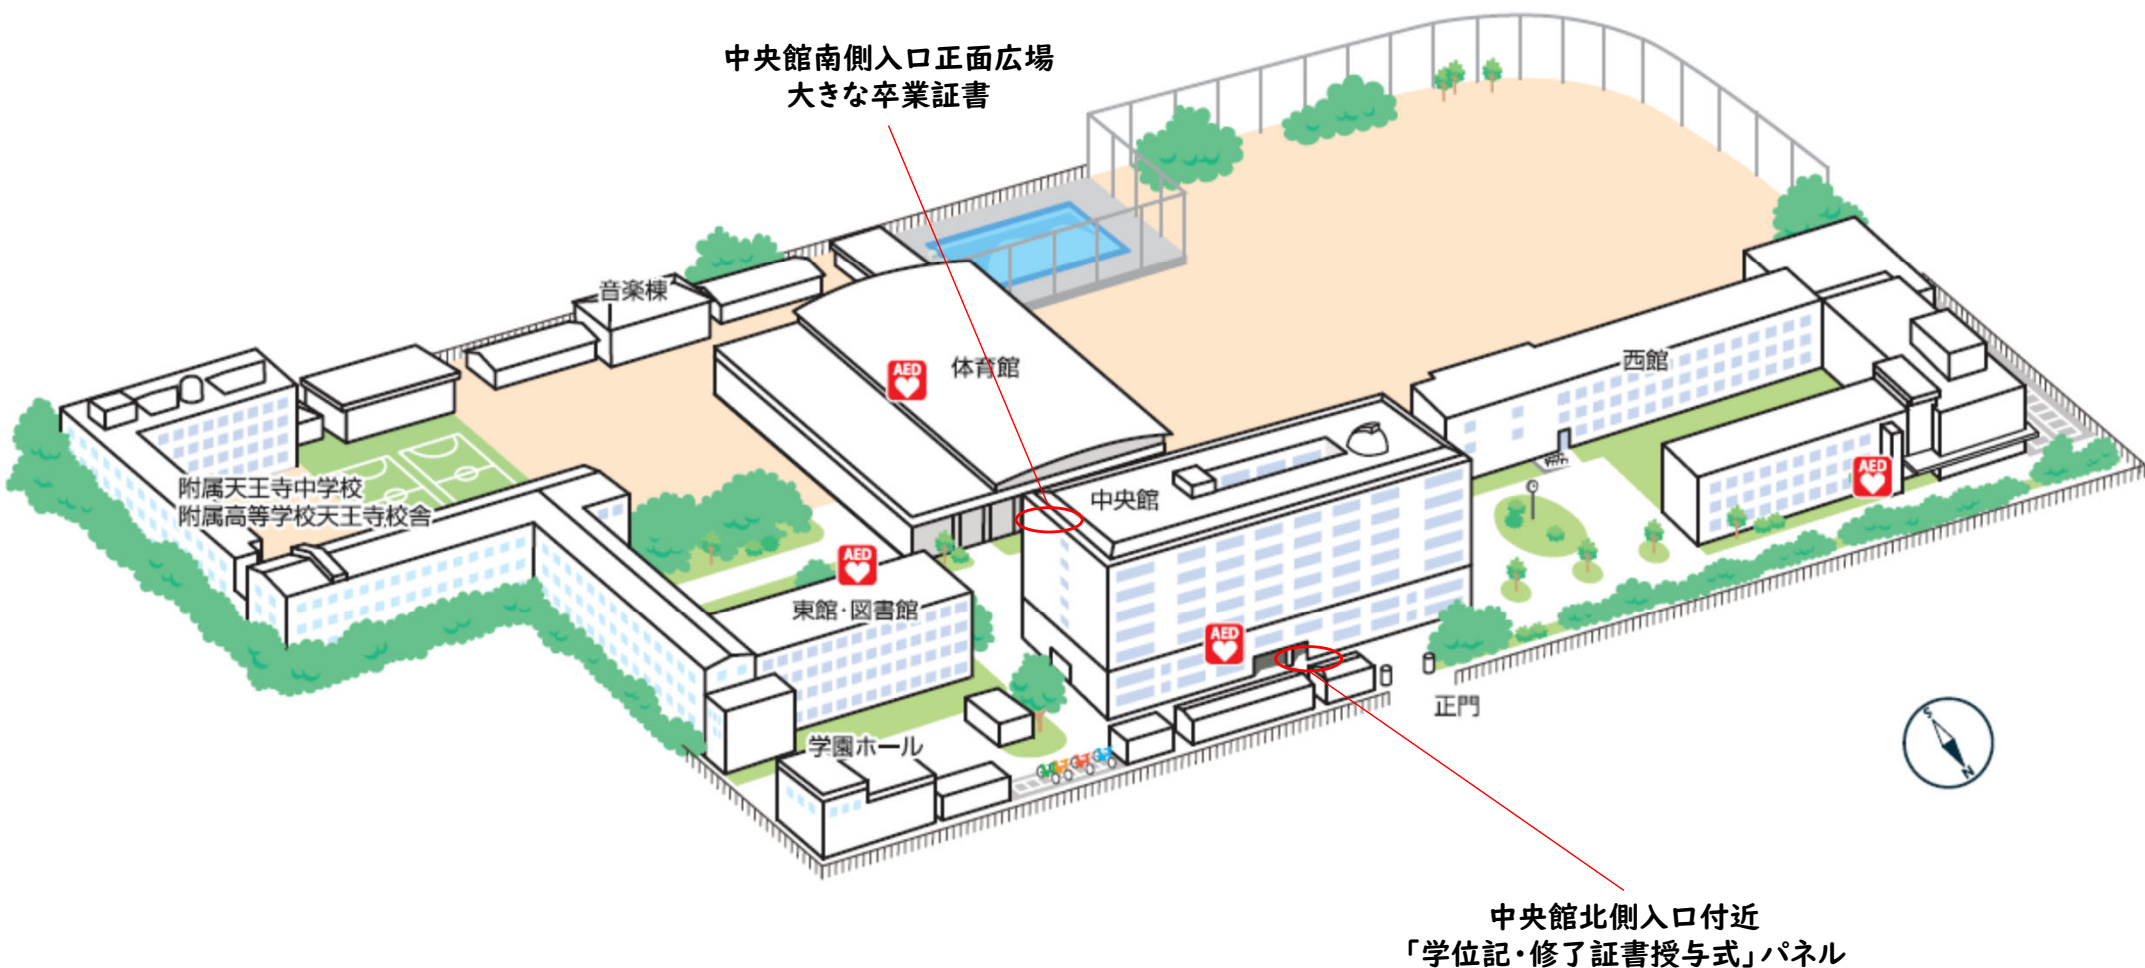 中央館南側入口正面広場
大きな卒業証書
音楽棟
AED
体育館
西館
附属天王寺中学校
附属高等学校天王寺校舎
中央館
AED
AED
東館・図書館
AED
正門
学園ホール
S
N
中央館北側入口付近
「学位記・修了証書授与式」パネル